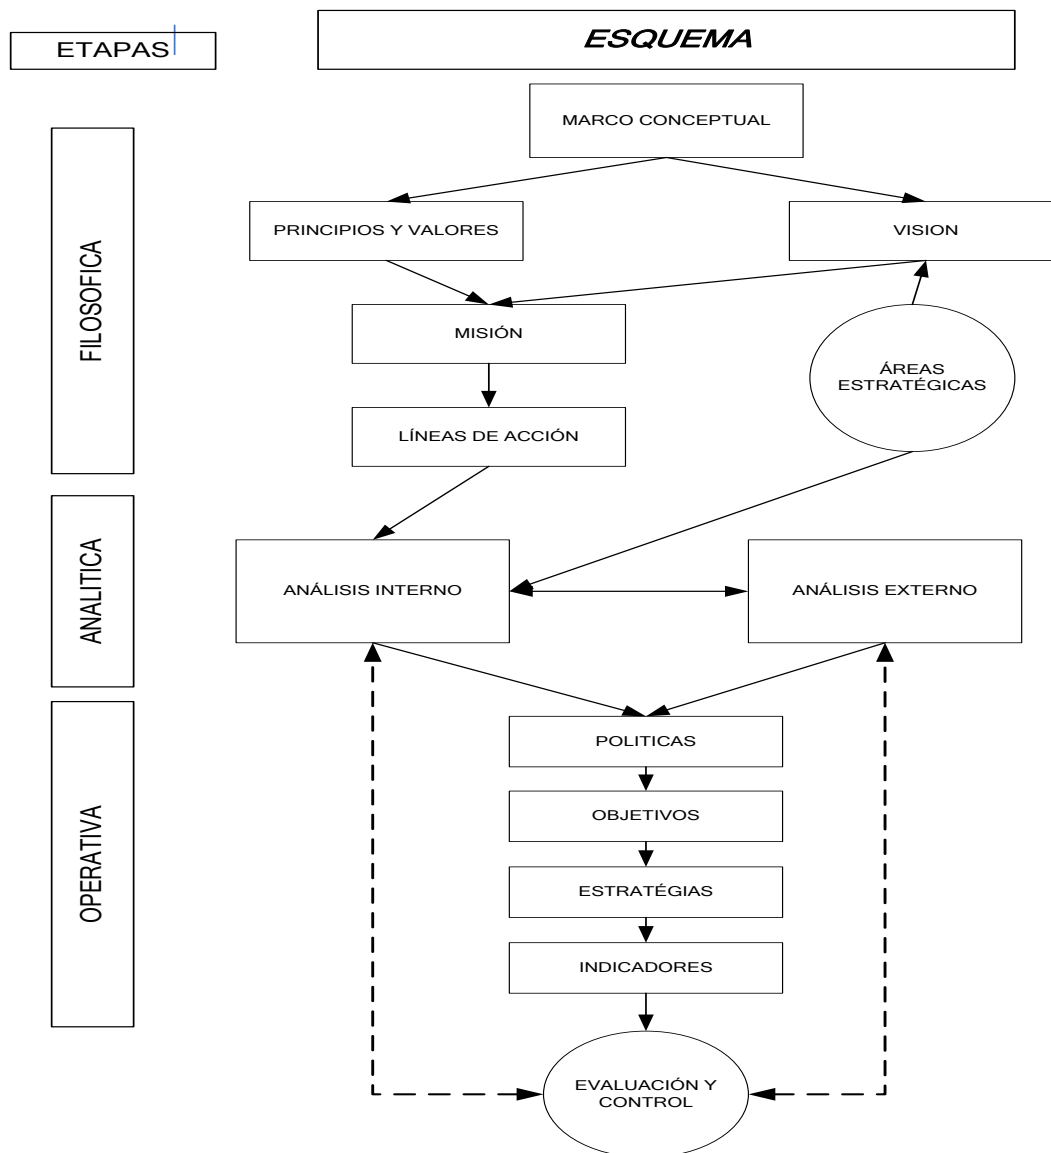 ETAPAS
ESQUEMA
MARCO CONCEPTUAL
FILOSOFICA
PRINCIPIOS Y VALORES
VISION
MISIÓN
ÁREAS
ESTRATÉGICAS
LÍNEAS DE ACCIÓN
ANALITICA
ANÁLISIS INTERNO
ANÁLISIS EXTERNO
OPERATIVA
POLITICAS
OBJETIVOS
ESTRATÉGIAS
INDICADORES
EVALUACIÓN Y
CONTROL